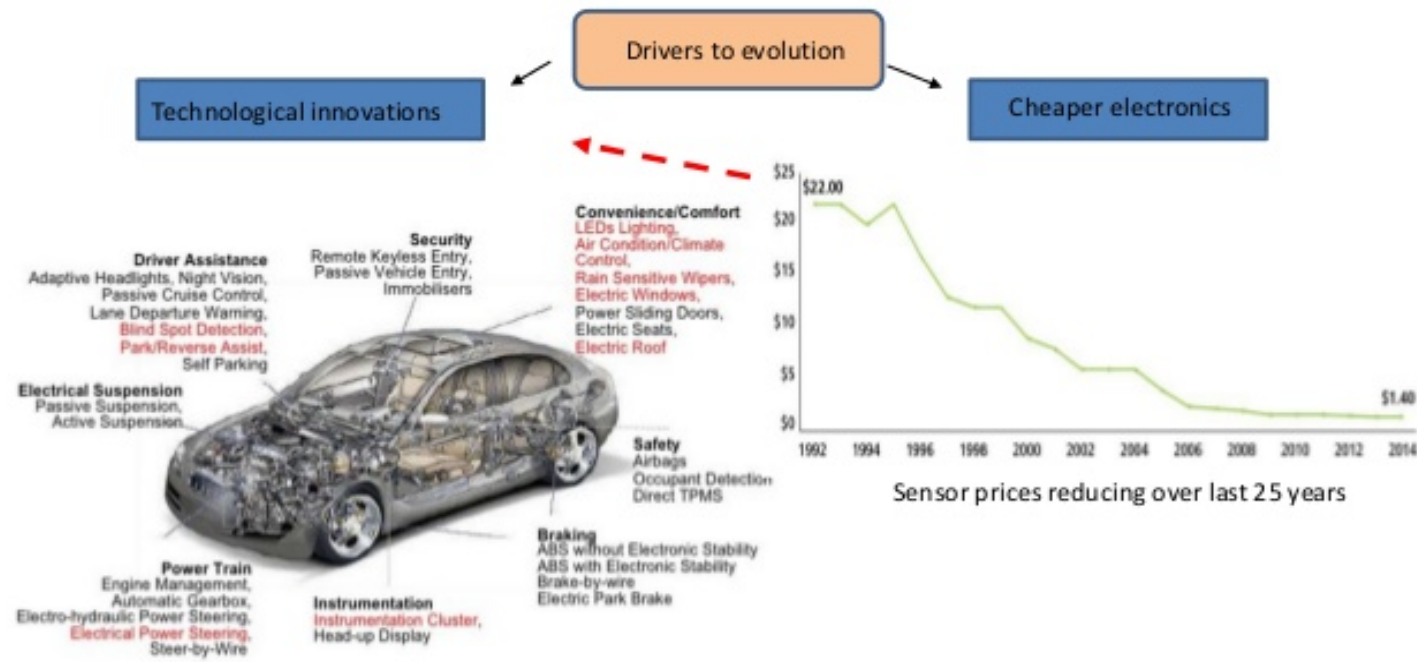 Drivers to evolution
Technological innovations
Cheaper electronics
Convenience/Comfort
LEDs Lighting,
Air Condition/Climate
Control,
Rain Sensitive Wipers,
Electric Windows,
Power Sliding Doors,
Electric Seats,
Electric Roof
Security
Remote Keyless Entry,
Passive Vehicle Entry,
Immobilisers
Driver Assistance
Adaptive Headlights, Night Vision,
Passive Cruise Control,
Lane Departure Warning,
Blind Spot Detection,
Park/Reverse Assist,
Self Parking
Electrical Suspension
Passive Suspension,
Active Suspension
Safety
Airbags
Occupant Detection
Direct TPMS
Braking
ABS without Electronic Stability
ABS with Electronic Stability
Brake-by-wire
Electric Park Brake
Power Train
Engine Management,
Automatic Gearbox,
Electro-hydraulic Power Steering,
Electrical Power Steering,
Steer-by-Wire
Instrumentation
Instrumentation Cluster,
Head-up Display
$25
$22.00
$20
$15
$10
$5
$1.40
$0
1992 1994 1996 1998 2000 2002 2004 2006 2008 2010 2012 2014
Sensor prices reducing over last 25 years